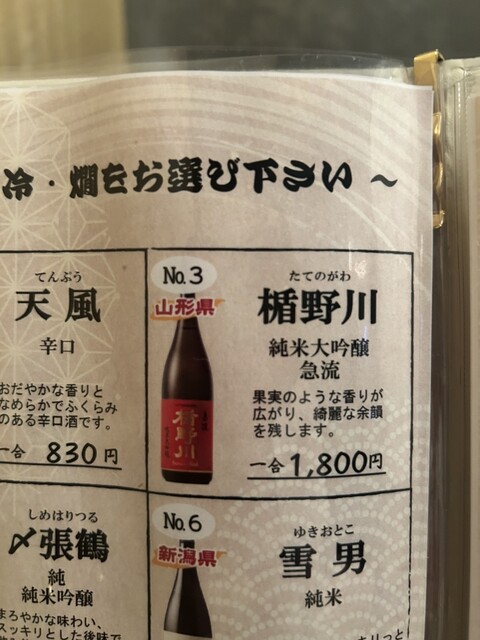 冷・燗をお選び下さい ～
てんぷう
天風
辛口
おだやかな香りと
なめらかでふくらみ
のある辛口酒です。
一合 830円
No.3
山形県
たてのがわ
楯野川
純米大吟醸
急流
果実のような香りが
広がり、綺麗な余韻
を残します。
一合 1,800円
楯野川
しめはりつる
〆張鶴
純
純米吟醸
まろやかな味わい、
スッキリとした後味で
No.6
新潟県
ゆきおとこ
雪男
純米